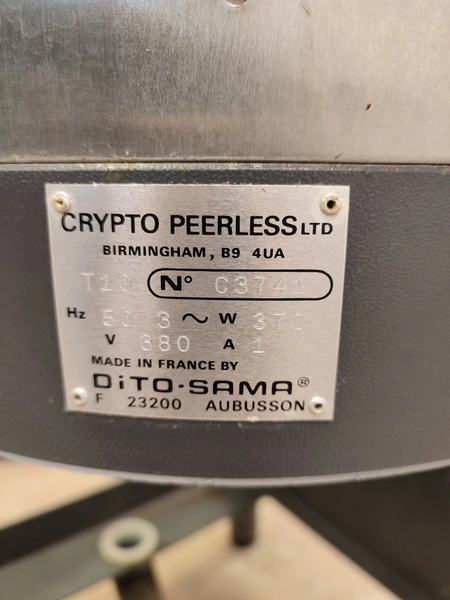 CRYPTO PEERLESS LTD
BIRMINGHAM, B9 4UA
T10 N° C3741
Hz 50 3 ~ W 370
V 380 A 1
MADE IN FRANCE BY
DiTO·SAMA®
F 23200 AUBUSSON